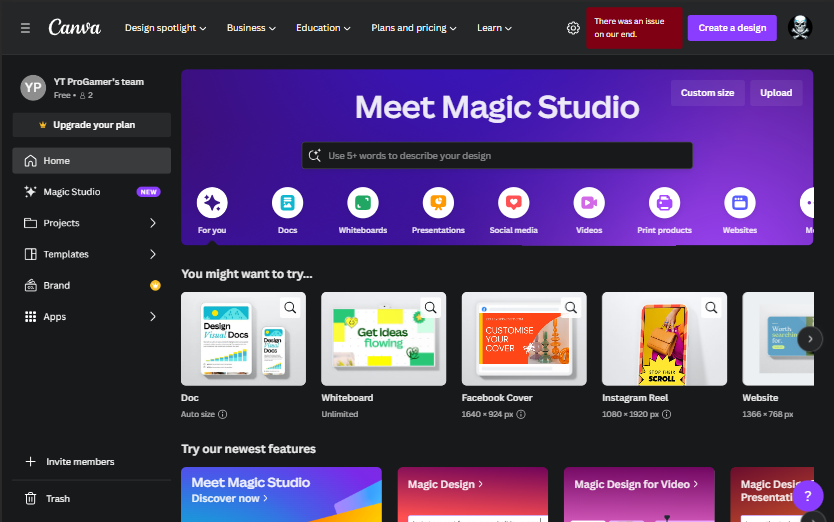 Canva
Design spotlight
Business
Education
Plans and pricing
Learn
There was an issue
on our end.
Create a design
YP
YT ProGamer's team
Free • 2
Upgrade your plan
Home
Magic Studio
NEW
Projects
Templates
Brand
Apps
Invite members
Trash
Meet Magic Studio
Custom size
Upload
Use 5+ words to describe your design
For you
Docs
Whiteboards
Presentations
Social media
Videos
Print products
Websites
You might want to try...
Design
Visual Docs
Design
Visual
Docs
Get ideas
flowing
CUSTOMISE
YOUR
COVER
STOP THEIR
SCROLL
Worth
searching
for.
Doc
Auto size
Whiteboard
Unlimited
Facebook Cover
1640 × 924 px
Instagram Reel
1080 × 1920 px
Website
1366 × 768 px
Try our newest features
Meet Magic Studio
Discover now
Magic Design
Magic Design for Video
Magic
?